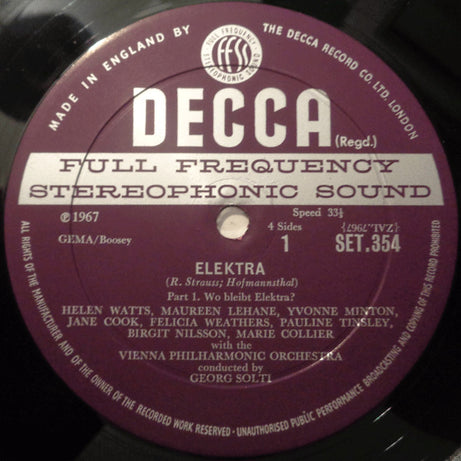 MADE IN ENGLAND BY
THE DECCA RECORD CO. LTD. LONDON.
FULL FREQUENCY
ffss
STEREOPHONIC SOUND
DECCA
(Regd.)
FULL FREQUENCY
STEREOPHONIC SOUND
℗ 1967
Speed 33⅓
GEMA/Boosey
4 Sides
1
{ZAL.7967}
SET.354
ELEKTRA
(R. Strauss; Hofmannsthal)
Part 1. Wo bleibt Elektra?
HELEN WATTS, MAUREEN LEHANE, YVONNE MINTON,
JANE COOK, FELICIA WEATHERS, PAULINE TINSLEY,
BIRGIT NILSSON, MARIE COLLIER
with the
VIENNA PHILHARMONIC ORCHESTRA
conducted by
GEORG SOLTI
ALL RIGHTS OF THE MANUFACTURER AND OF THE OWNER OF THE RECORDED WORK RESERVED · UNAUTHORISED PUBLIC PERFORMANCE BROADCASTING AND COPYING OF THIS RECORD PROHIBITED